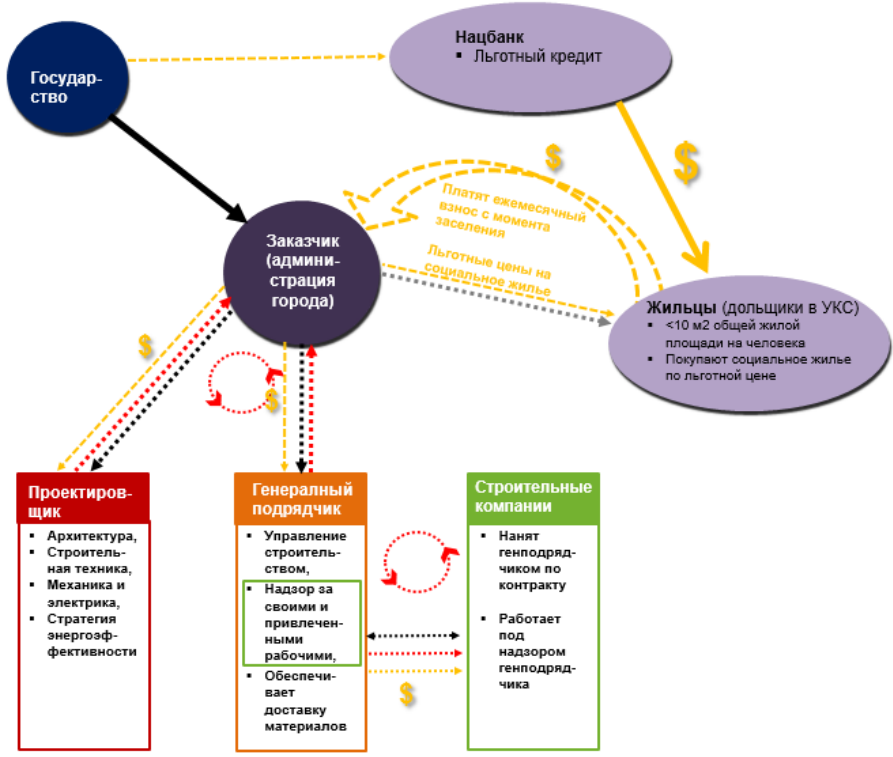 Государ-
ство
Нацбанк
▪ Льготный кредит
$
$
Платят ежемесячный
взнос с момента
заселения
Льготные цены на
социальное жилье
Заказчик
(админи-
страция
города)
Жильцы (дольщики в УКС)
▪ <10 м2 общей жилой
площади на человека
▪ Покупают социальное жилье
по льготной цене
$
$
Проектиров-
щик
▪ Архитектура,
▪ Строитель-
ная техника,
▪ Механика и
электрика,
▪ Стратегия
энергоэф-
фективности
Генералный
подрядчик
▪ Управление
строитель-
ством,
▪ Надзор за
своими и
привлечен-
ными
рабочими,
▪ Обеспечи-
вает
доставку
материалов
$
Строительные
компании
▪ Нанят
генподряд-
чиком по
контракту
▪ Работает
под
надзором
генподряд-
чика